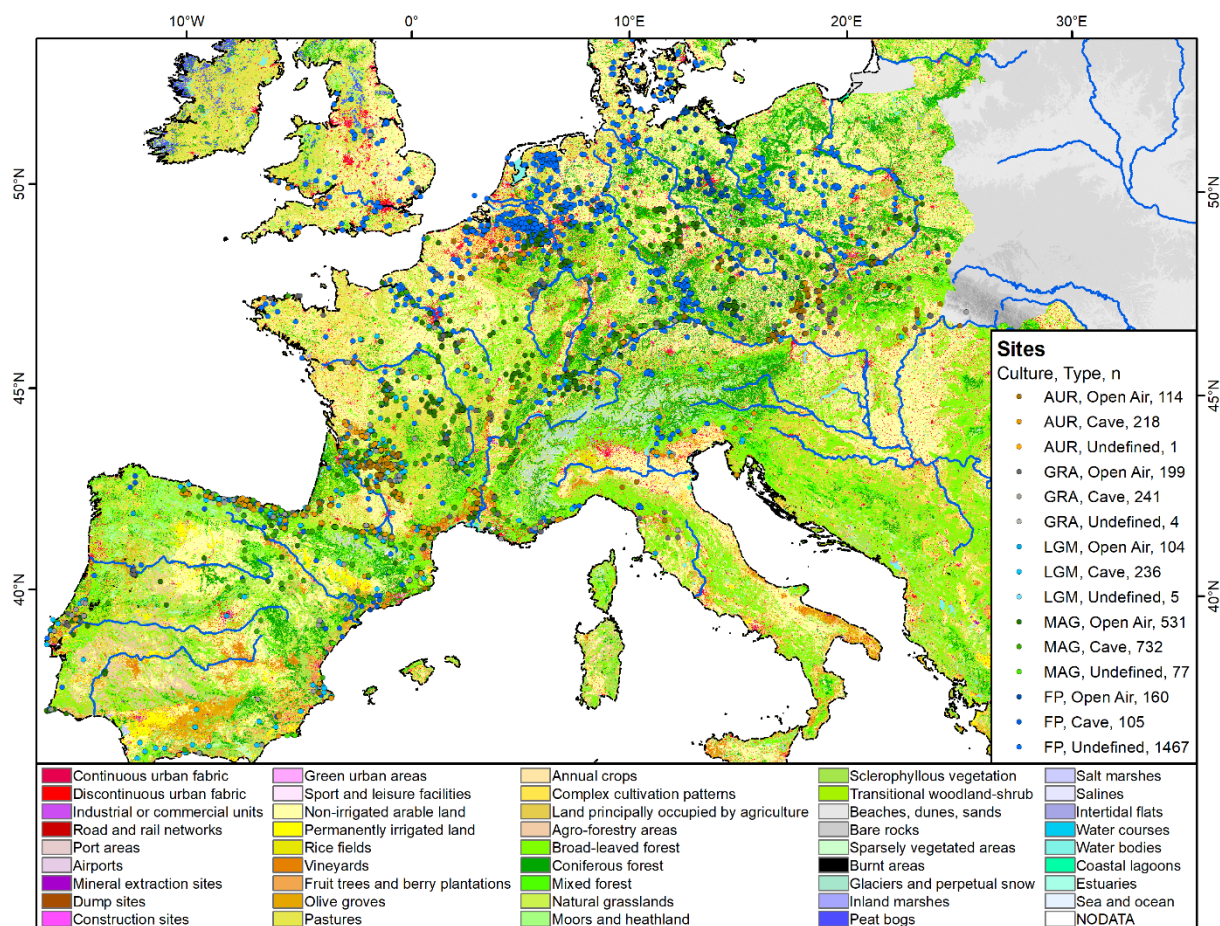 10°W 0° 10°E 20°E 30°E
50°N 50°N
45°N 45°N
40°N 40°N
Sites
Culture, Type, n
AUR, Open Air, 114
AUR, Cave, 218
AUR, Undefined, 1
GRA, Open Air, 199
GRA, Cave, 241
GRA, Undefined, 4
LGM, Open Air, 104
LGM, Cave, 236
LGM, Undefined, 5
MAG, Open Air, 531
MAG, Cave, 732
MAG, Undefined, 77
FP, Open Air, 160
FP, Cave, 105
FP, Undefined, 1467
Continuous urban fabric
Discontinuous urban fabric
Industrial or commercial units
Road and rail networks
Port areas
Airports
Mineral extraction sites
Dump sites
Construction sites
Green urban areas
Sport and leisure facilities
Non-irrigated arable land
Permanently irrigated land
Rice fields
Vineyards
Fruit trees and berry plantations
Olive groves
Pastures
Annual crops
Complex cultivation patterns
Land principally occupied by agriculture
Agro-forestry areas
Broad-leaved forest
Coniferous forest
Mixed forest
Natural grasslands
Moors and heathland
Sclerophyllous vegetation
Transitional woodland-shrub
Beaches, dunes, sands
Bare rocks
Sparsely vegetated areas
Burnt areas
Glaciers and perpetual snow
Inland marshes
Peat bogs
Salt marshes
Salines
Intertidal flats
Water courses
Water bodies
Coastal lagoons
Estuaries
Sea and ocean
NODATA